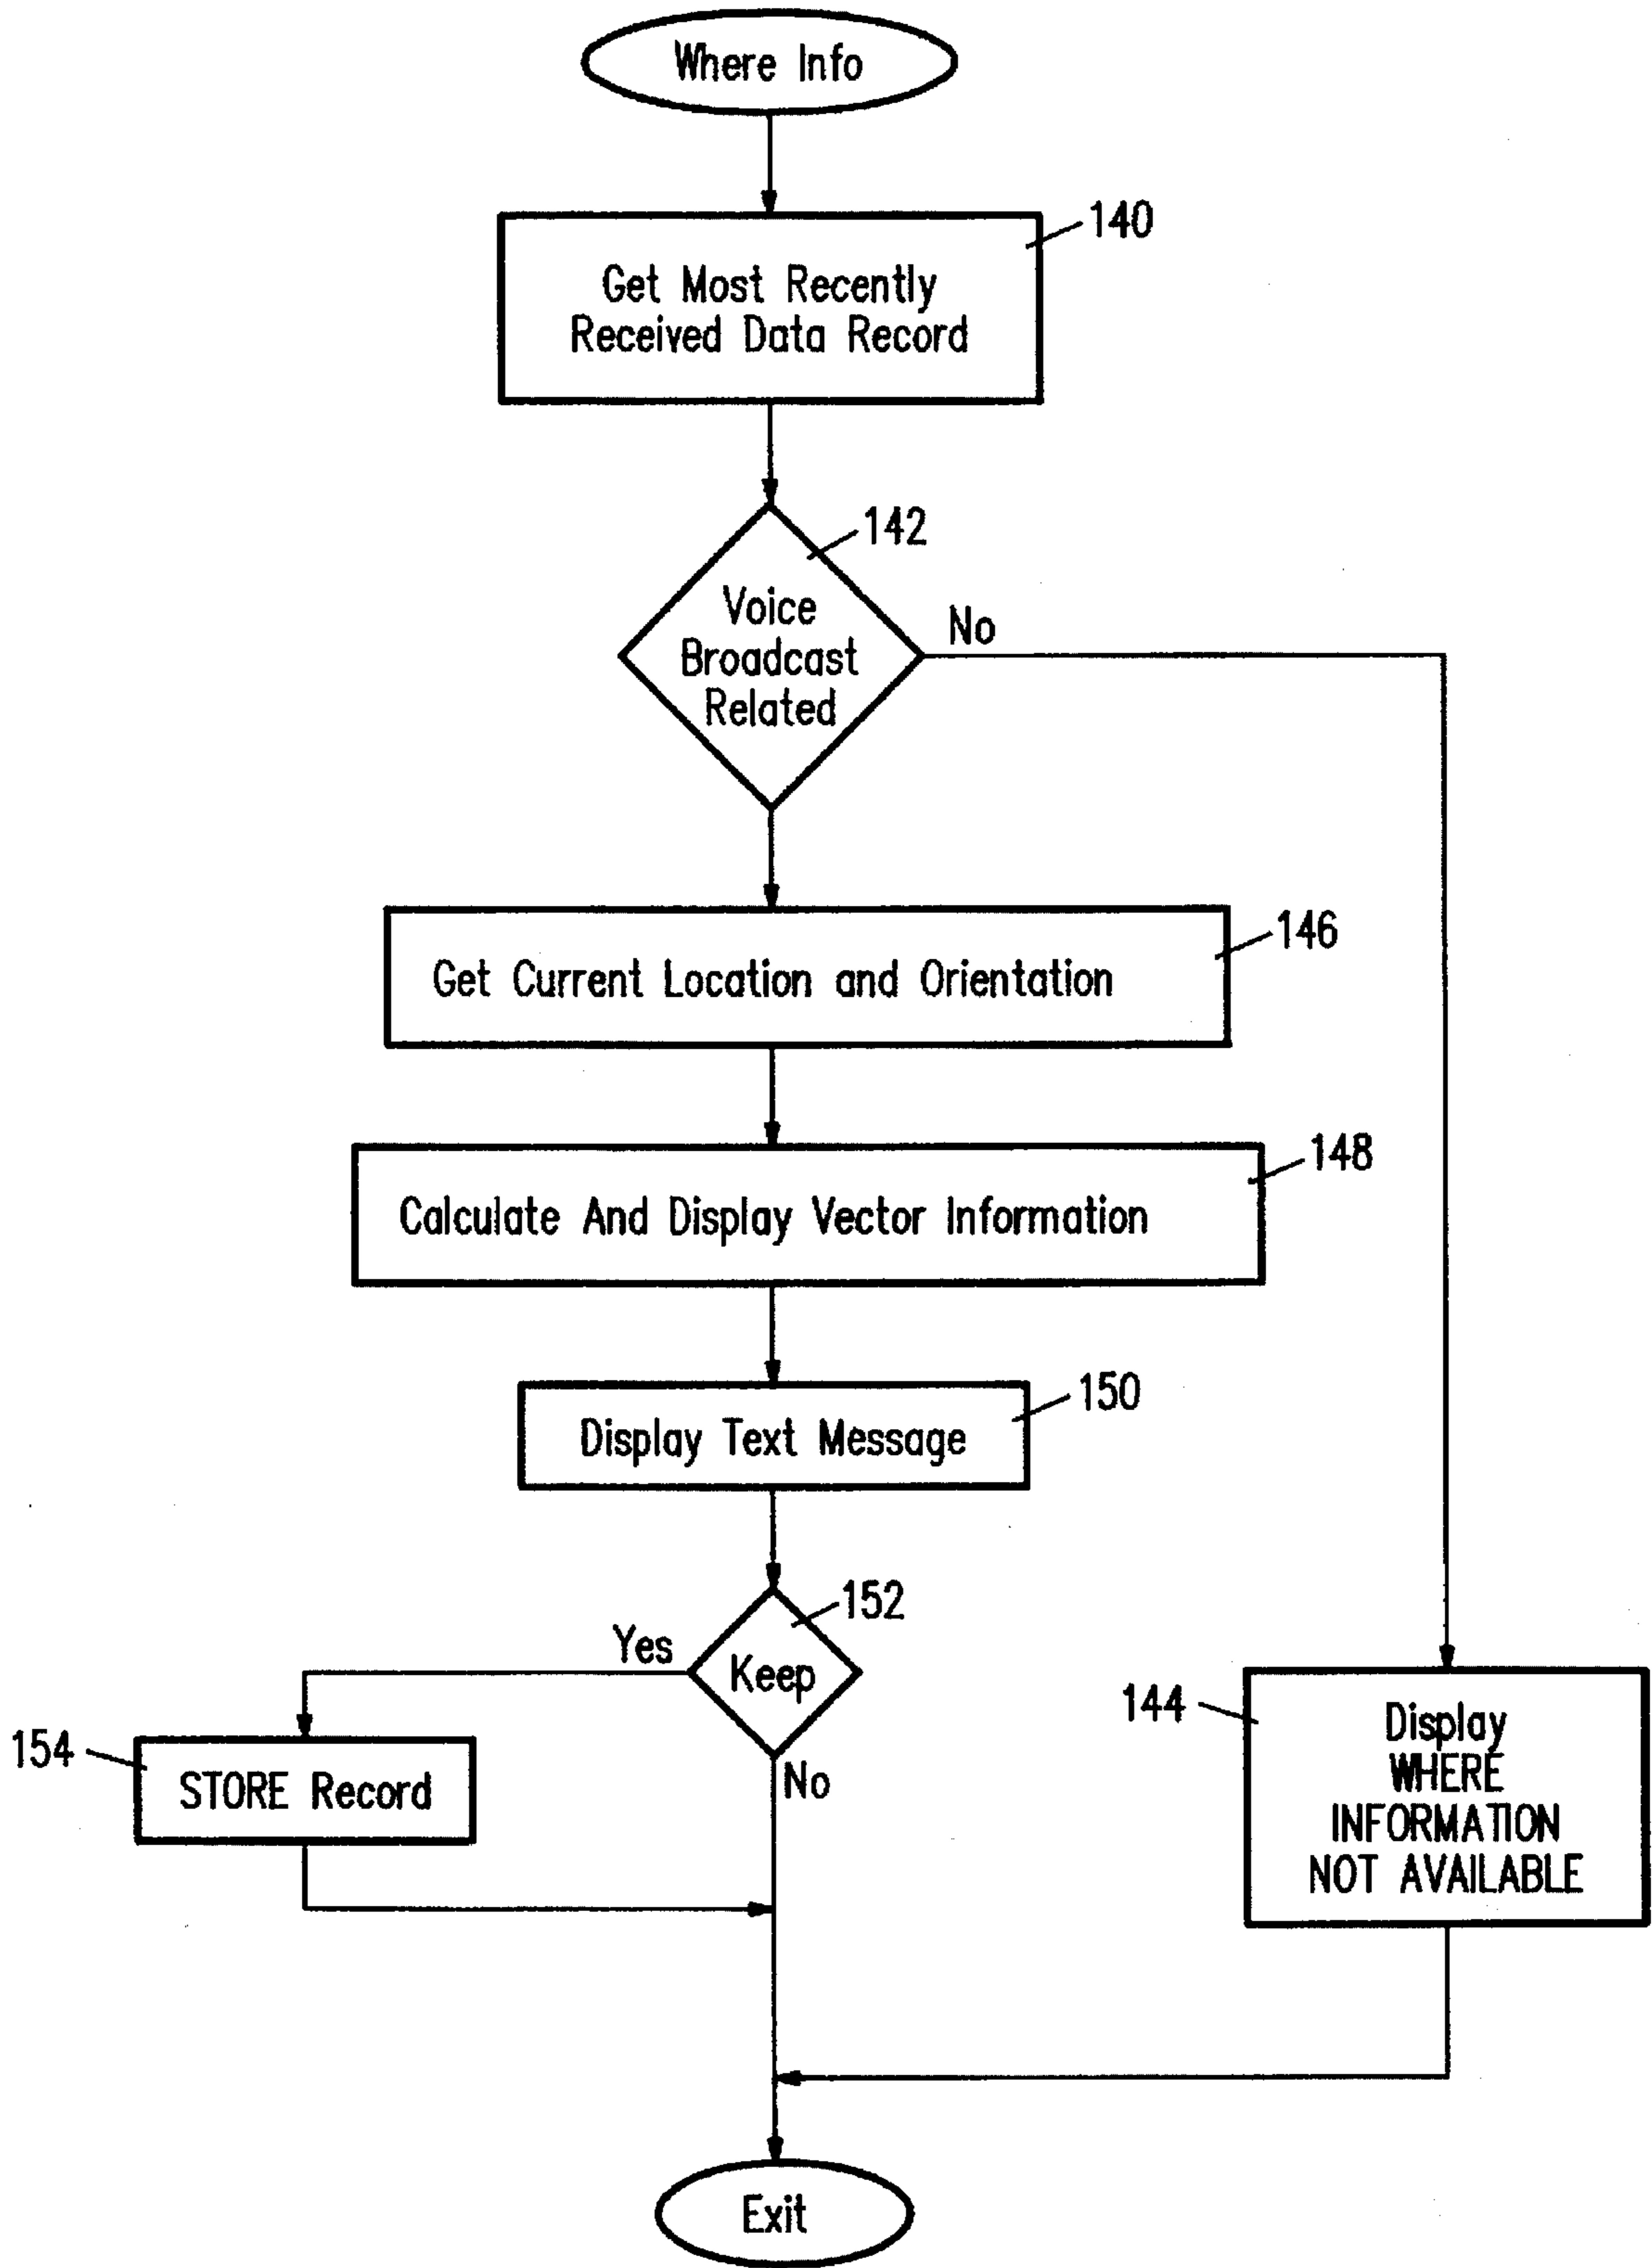 Where Info
140
Get Most Recently
Received Data Record
142
Voice
Broadcast
Related
No
146
Get Current Location and Orientation
148
Calculate And Display Vector Information
150
Display Text Message
152
Yes
Keep
No
154
STORE Record
144
Display
WHERE
INFORMATION
NOT AVAILABLE
Exit